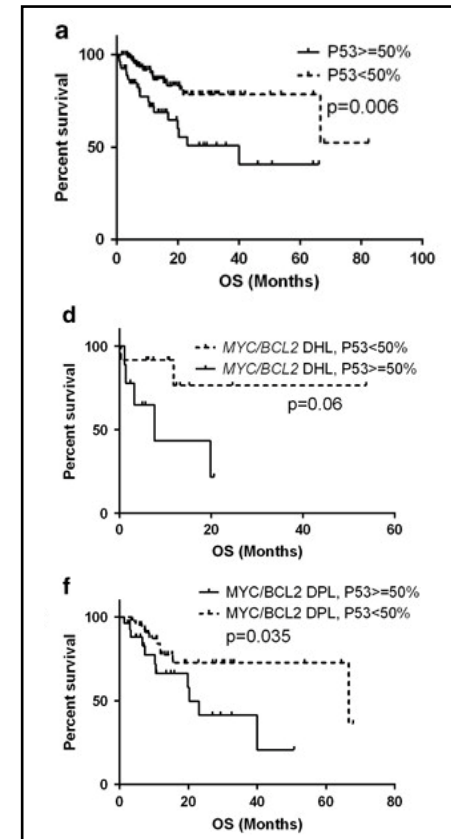 a
P53>=50%
P53<50%
p=0.006
Percent survival
100
50
0
0 20 40 60 80 100
OS (Months)
d
MYC/BCL2 DHL, P53<50%
MYC/BCL2 DHL, P53>=50%
p=0.06
Percent survival
100
50
0
0 20 40 60
OS (Months)
f
MYC/BCL2 DPL, P53>=50%
MYC/BCL2 DPL, P53<50%
p=0.035
Percent survival
100
50
0
0 20 40 60 80
OS (Months)